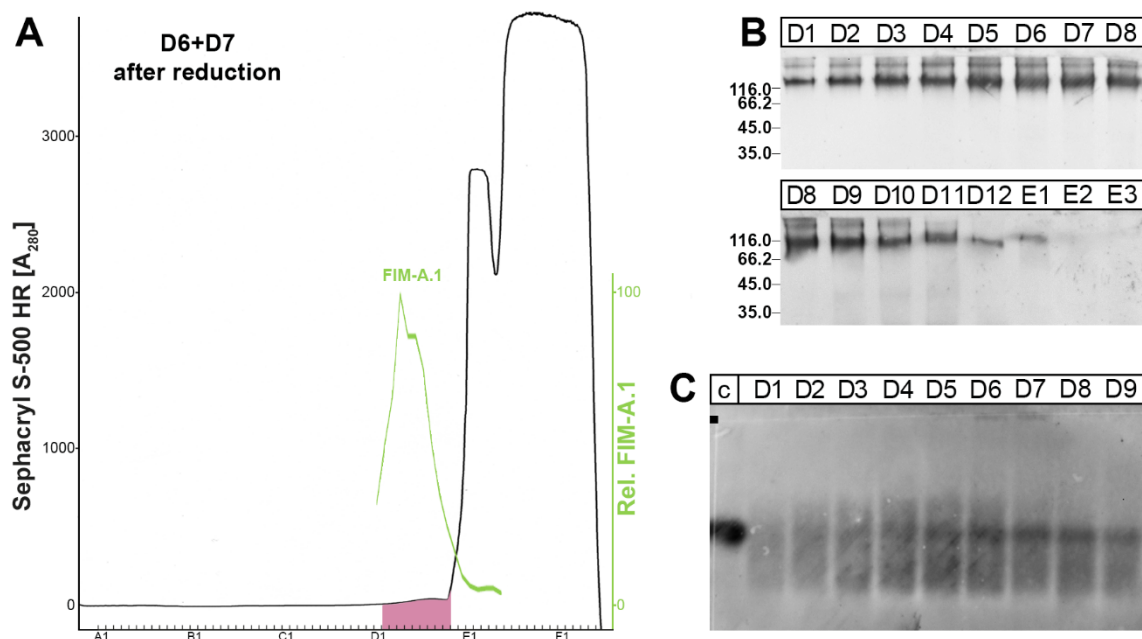 A
D6+D7
after reduction
Sephacryl S-500 HR [A280]
3000
2000
1000
0
FIM-A.1
100
0
Rel. FIM-A.1
A1 B1 C1 D1 E1 F1
B
D1 D2 D3 D4 D5 D6 D7 D8
116.0
66.2
45.0
35.0
D8 D9 D10 D11 D12 E1 E2 E3
116.0
66.2
45.0
35.0
C
c D1 D2 D3 D4 D5 D6 D7 D8 D9